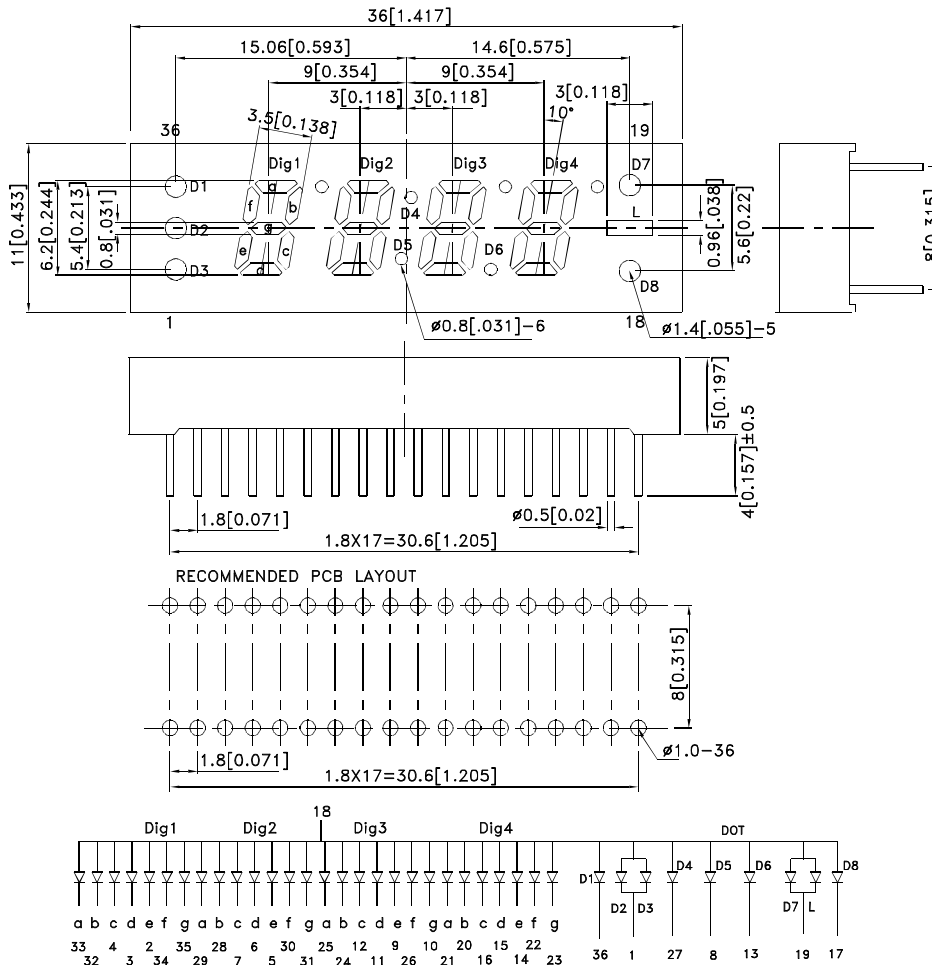 36[1.417]
15.06[0.593] 14.6[0.575]
9[0.354] 9[0.354]
3[0.118] 3[0.118] 3[0.118]
3.5[0.138] 10°
36 19
Dig1 Dig2 Dig3 Dig4 D7
D1 a
f b D4
L
D2 g
D5 D6
e c
D3 d D8
11[0.433]
6.2[0.244]
5.4[0.213]
0.8[.031]
0.96[.038]
5.6[0.22]
8[0.315]
1 ø0.8[.031]-6 18 ø1.4[.055]-5
5[0.197]
4[0.157]±0.5
1.8[0.071] ø0.5[0.02]
1.8X17=30.6[1.205]
RECOMMENDED PCB LAYOUT
8[0.315]
ø1.0-36
1.8[0.071]
1.8X17=30.6[1.205]
18
Dig1 Dig2 Dig3 Dig4 DOT
D1 D4 D5 D6 D8
D2 D3 D7 L
a b c d e f g a b c d e f g a b c d e f g a b c d e f g
33 4 2 35 28 6 30 25 12 9 10 20 15 22 36 1 27 8 13 19 17
32 3 34 29 7 5 31 24 11 26 21 16 14 23